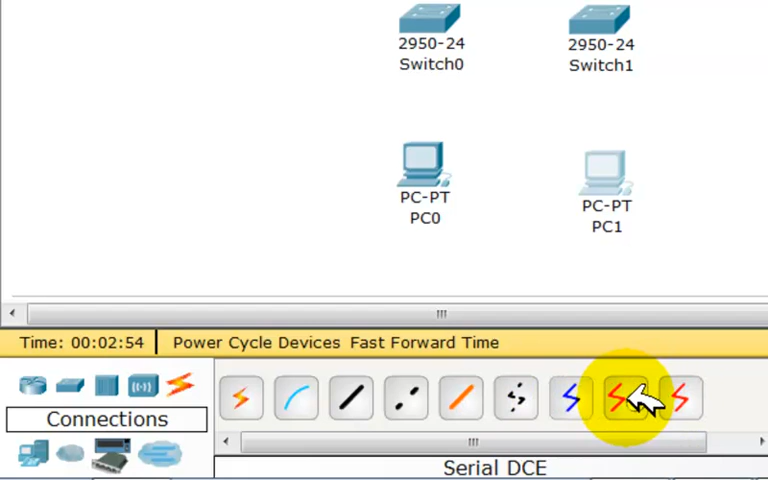 2950-24 2950-24
Switch0 Switch1
PC-PT PC-PT
PC0 PC1
Time: 00:02:54 Power Cycle Devices Fast Forward Time
Connections
Serial DCE